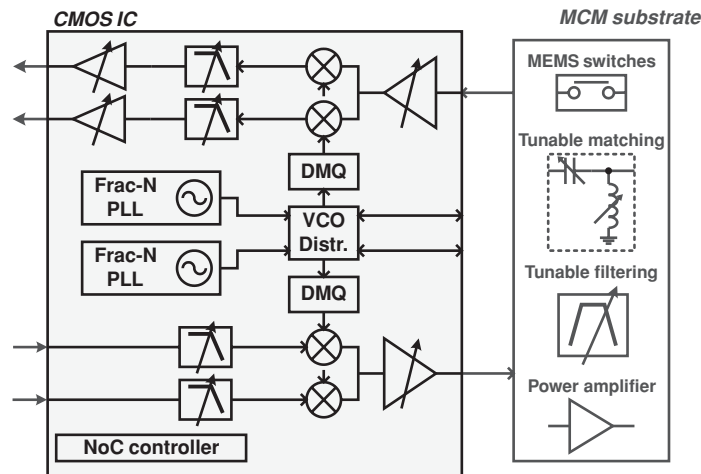 CMOS IC
MCM substrate
MEMS switches
Tunable matching
DMQ
Frac-N
PLL
VCO
Distr.
Frac-N
PLL
DMQ
Tunable filtering
Power amplifier
NoC controller